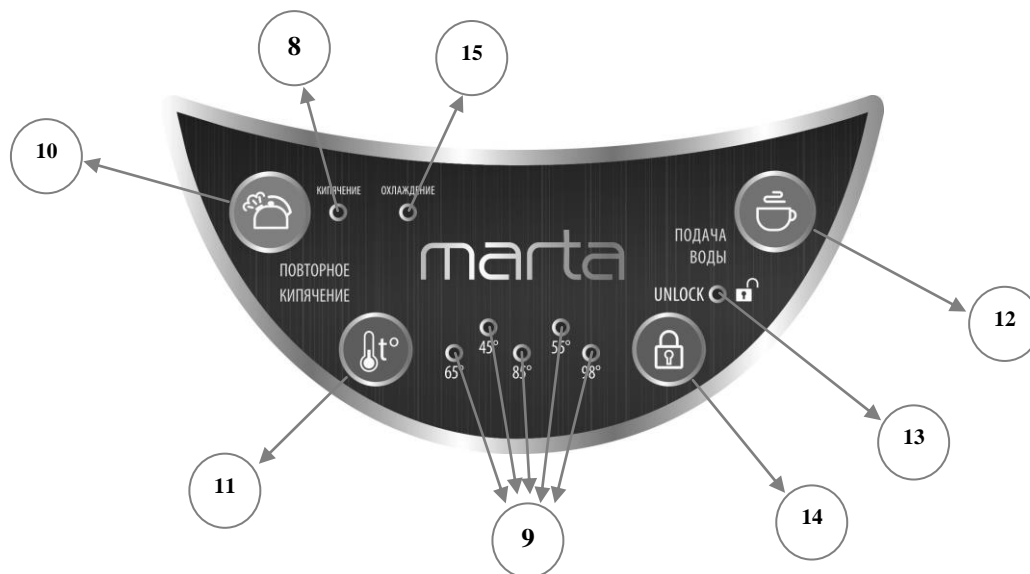 8
15
10
КИПЯЧЕНИЕ
ОХЛАЖДЕНИЕ
marta
ПОДАЧА
ВОДЫ
ПОВТОРНОЕ
КИПЯЧЕНИЕ
UNLOCK
12
t°
45°
55°
65°
85°
98°
13
11
14
9